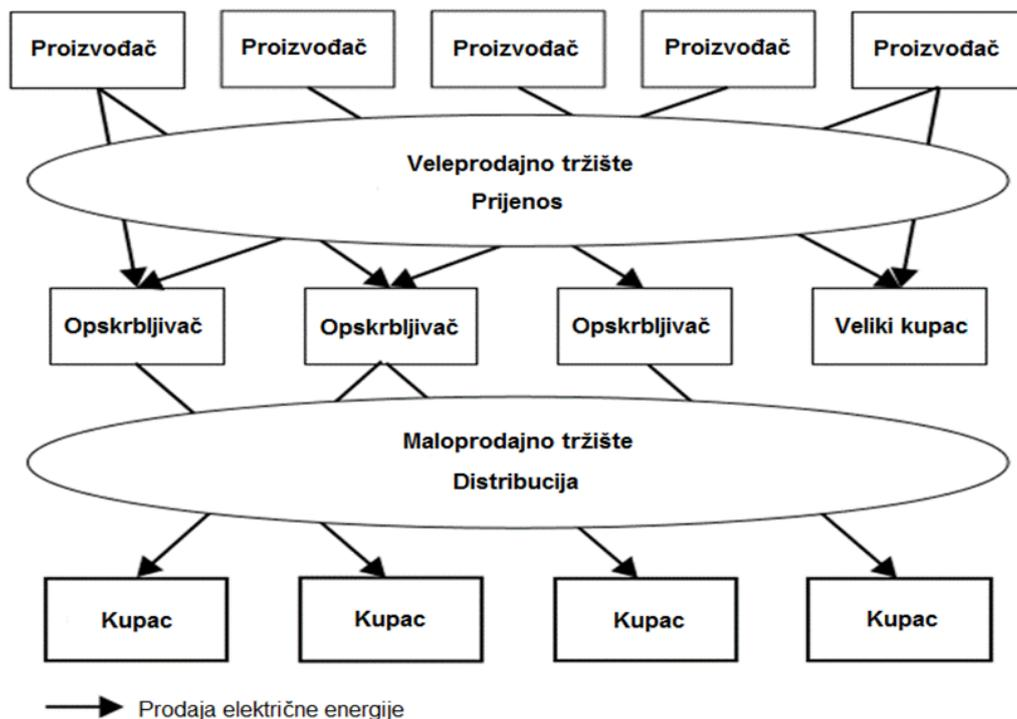 Proizvođač
Proizvođač
Proizvođač
Proizvođač
Proizvođač
Veleprodajno tržište
Prijenos
Opskrbljivač
Opskrbljivač
Opskrbljivač
Veliki kupac
Maloprodajno tržište
Distribucija
Kupac
Kupac
Kupac
Kupac
Prodaja električne energije